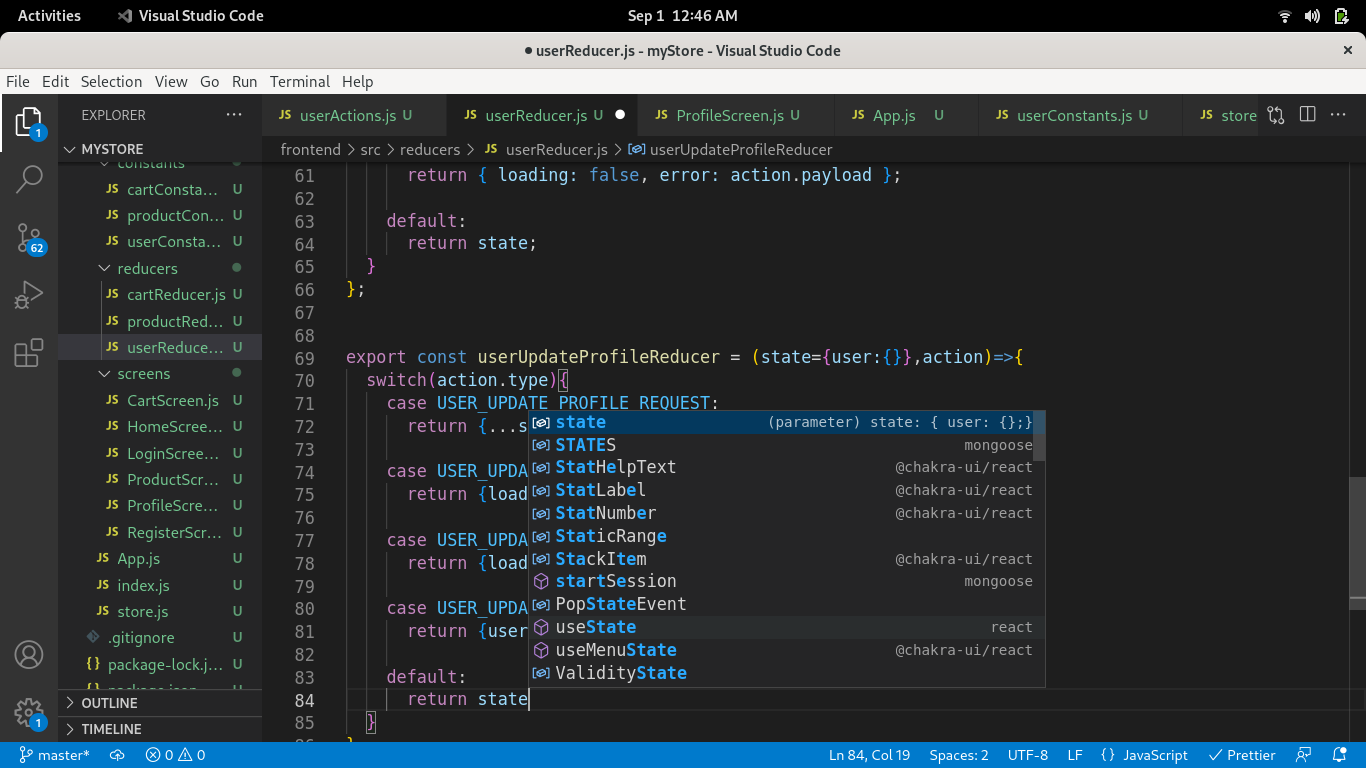 Activities
Visual Studio Code
Sep 1 12:46 AM
userReducer.js - myStore - Visual Studio Code
File Edit Selection View Go Run Terminal Help
EXPLORER
JS userActions.js U
JS userReducer.js U
JS ProfileScreen.js U
JS App.js U
JS userConstants.js U
JS store
MYSTORE
frontend > src > reducers > JS userReducer.js > userUpdateProfileReducer
1
62
1
constants
JS cartConsta... U
JS productCon... U
JS userConsta... U
reducers
JS cartReducer.js U
JS productRed... U
JS userReduce... U
screens
JS CartScreen.js U
JS HomeScree... U
JS LoginScree... U
JS ProductScr... U
JS ProfileScre... U
JS RegisterScr... U
JS App.js U
JS index.js U
JS store.js U
.gitignore U
{} package-lock.j... U
{} package.json
OUTLINE
TIMELINE
61 return { loading: false, error: action.payload };
62
63 default:
64 return state;
65 }
66 };
67
68
69 export const userUpdateProfileReducer = (state={user:{}},action)=>{
70 switch(action.type){
71 case USER_UPDATE_PROFILE_REQUEST:
72 return {...s
73
74 case USER_UPDA
75 return {load
76
77 case USER_UPDA
78 return {load
79
80 case USER_UPDA
81 return {user
82
83 default:
84 return state
85 }
state (parameter) state: { user: {};}
STATES mongoose
StatHelpText @chakra-ui/react
StatLabel @chakra-ui/react
StatNumber @chakra-ui/react
StaticRange
StackItem @chakra-ui/react
startSession mongoose
PopStateEvent
useState react
useMenuState @chakra-ui/react
ValidityState
master* 0 0 Ln 84, Col 19 Spaces: 2 UTF-8 LF {} JavaScript Prettier